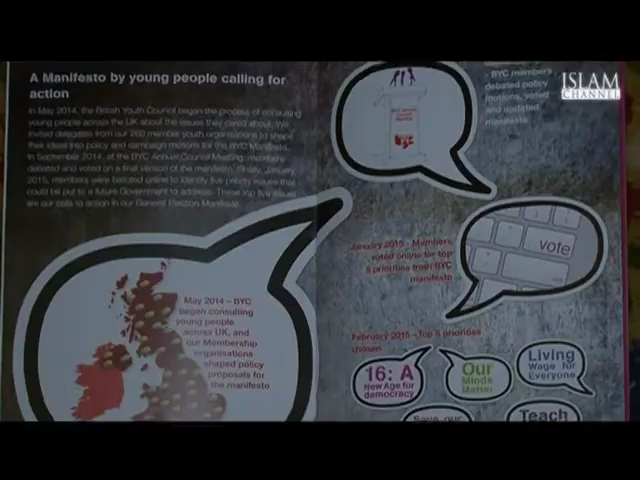 ISLAM
CHANNEL
A Manifesto by young people calling for
action
In May 2014, the British Youth Council began the process of consulting
young people across the UK about the issues they cared about. We
invited delegates from our 260 member youth organisations to shape
their ideas into policy and campaign motions for this BYC Manifesto.
In September 2014, at the BYC Annual Council Meeting, members
debated and voted on a final version of the manifesto. Finally, January
2015, members were balloted online to identify five priority issues that
could be put to a future Government to address. These top five issues
are our calls to action in our General Election Manifesto.
May 2014 – BYC
began consulting
young people
across UK, and
our Membership
organisations
shaped policy
proposals for
the manifesto
- BYC members
debated policy
motions, voted
and updated
manifesto
January 2015 - Members
voted online for top
5 priorities from BYC
manifesto
vote
February 2015 – Top 5 priorities
chosen
16: A
New Age for
democracy
Our
Minds
Matter
Living
Wage for
Everyone
Save our
Teach